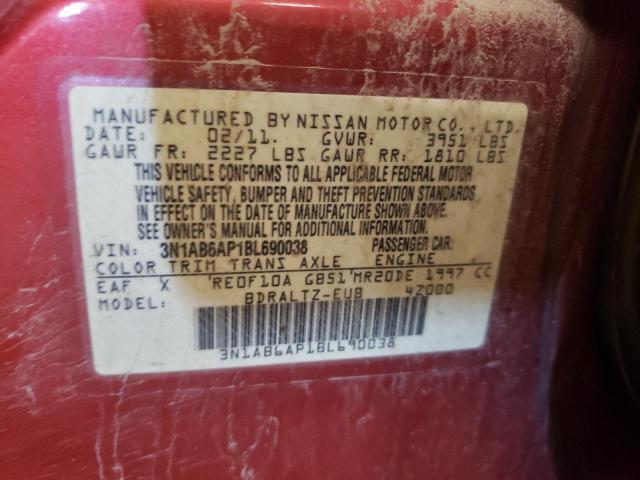 MANUFACTURED BY NISSAN MOTOR CO., LTD.
DATE: 02/11. GVWR: 3951 LBS
GAWR FR: 2227 LBS GAWR RR: 1810 LBS
THIS VEHICLE CONFORMS TO ALL APPLICABLE FEDERAL MOTOR
VEHICLE SAFETY, BUMPER AND THEFT PREVENTION STANDARDS
IN EFFECT ON THE DATE OF MANUFACTURE SHOWN ABOVE.
SEE OWNER'S MANUAL FOR ADDITIONAL INFORMATION.
VIN: 3N1AB6AP1BL690038 PASSENGER CAR
COLOR TRIM TRANS AXLE ENGINE
EAF X 'RE0F10A GB51'MR20DE 1997 CC
MODEL: BDRALTZ-EUB 4Z000
3N1AB6AP1BL690038